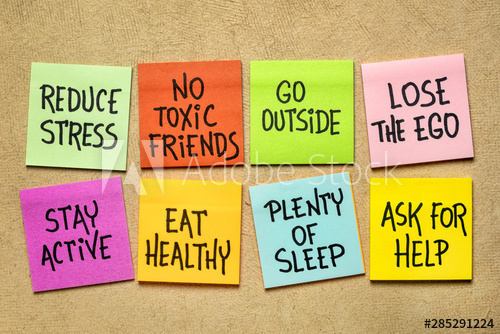 REDUCE
STRESS
NO
TOXIC
FRIENDS
GO
OUTSIDE
LOSE
THE EGO
STAY
ACTIVE
EAT
HEALTHY
PLENTY
OF
SLEEP
ASK FOR
HELP
Adobe Stock
#285291224